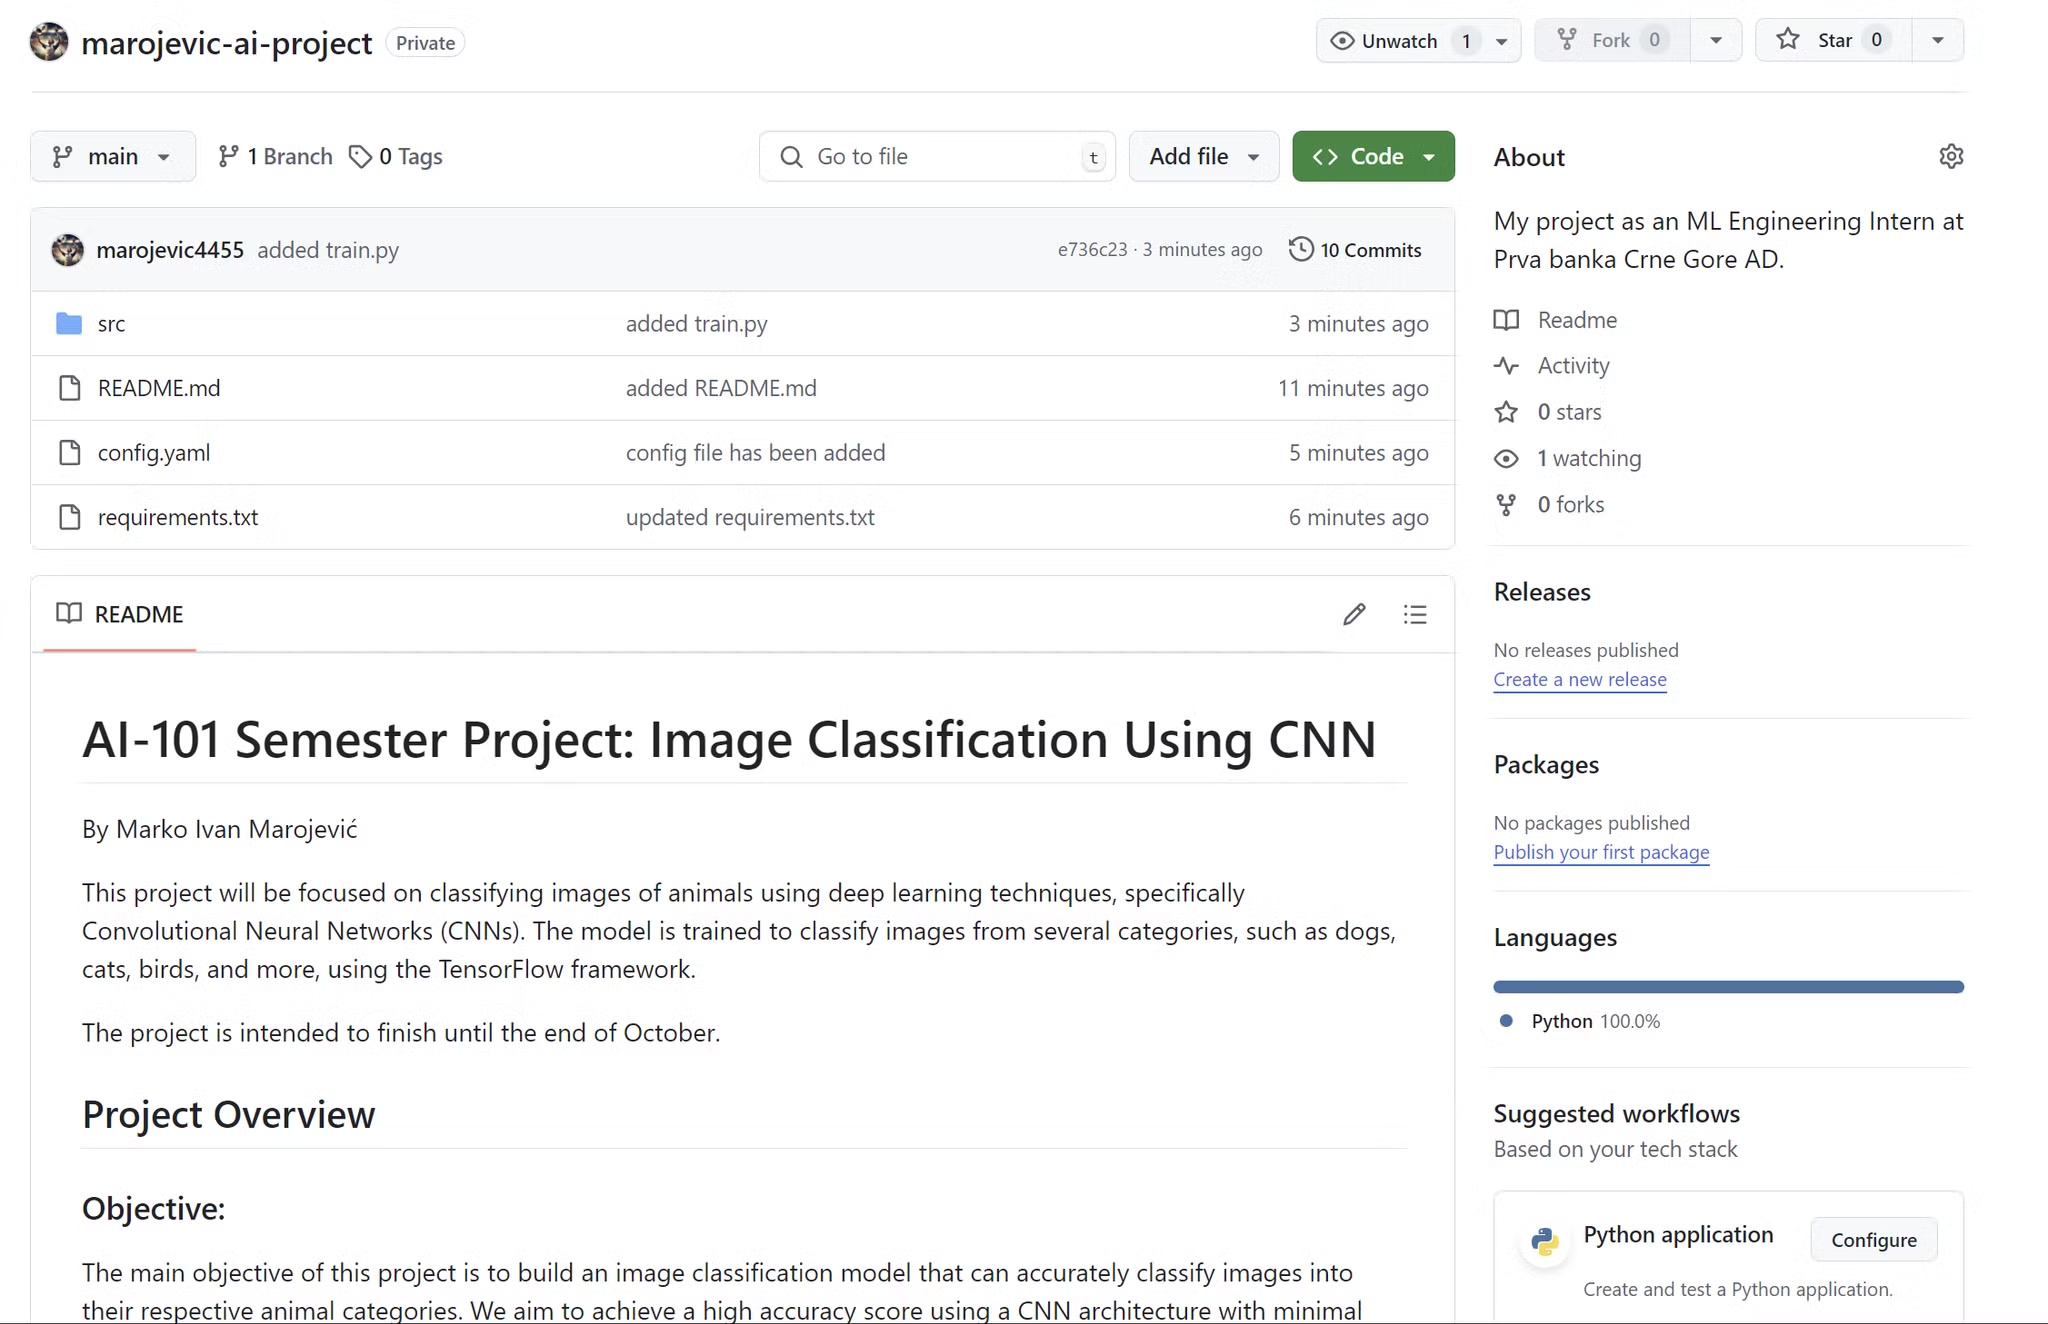 marojevic-ai-project Private
Unwatch 1
Fork 0
Star 0
main
1 Branch
0 Tags
Go to file t
Add file
Code
marojevic4455 added train.py e736c23 · 3 minutes ago 10 Commits
src added train.py 3 minutes ago
README.md added README.md 11 minutes ago
config.yaml config file has been added 5 minutes ago
requirements.txt updated requirements.txt 6 minutes ago
README
AI-101 Semester Project: Image Classification Using CNN
By Marko Ivan Marojević
This project will be focused on classifying images of animals using deep learning techniques, specifically
Convolutional Neural Networks (CNNs). The model is trained to classify images from several categories, such as dogs,
cats, birds, and more, using the TensorFlow framework.
The project is intended to finish until the end of October.
Project Overview
Objective:
The main objective of this project is to build an image classification model that can accurately classify images into
their respective animal categories. We aim to achieve a high accuracy score using a CNN architecture with minimal
About
My project as an ML Engineering Intern at
Prva banka Crne Gore AD.
Readme
Activity
0 stars
1 watching
0 forks
Releases
No releases published
Create a new release
Packages
No packages published
Publish your first package
Languages
Python 100.0%
Suggested workflows
Based on your tech stack
Python application
Configure
Create and test a Python application.